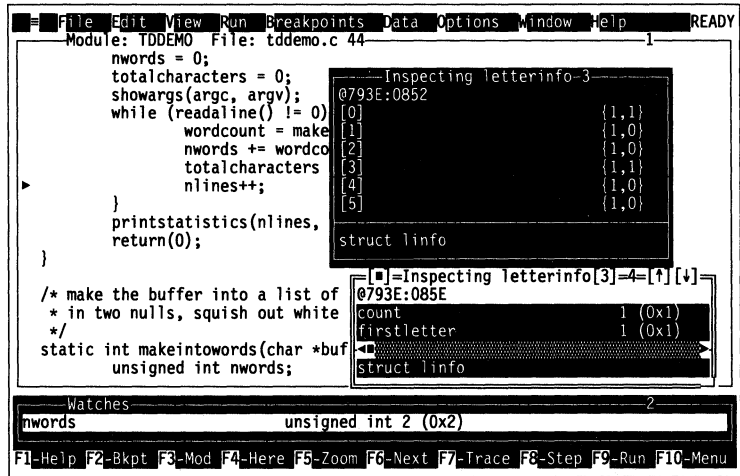 ≡ File Edit View Run Breakpoints Data Options Window Help READY
Module: TDDEMO File: tddemo.c 44 1
nwords = 0;
totalcharacters = 0;
showargs(argc, argv);
while (readaline() != 0)
wordcount = make
nwords += wordco
totalcharacters
nlines++;
}
printstatistics(nlines,
return(0);
}
/* make the buffer into a list of
* in two nulls, squish out white
*/
static int makeintowords(char *buf
unsigned int nwords;
Inspecting letterinfo 3
@793E:0852
[0] {1,1}
[1] {1,0}
[2] {1,0}
[3] {1,1}
[4] {1,0}
[5] {1,0}
struct linfo
[■]=Inspecting letterinfo[3]=4=[↑][↓]
@793E:085E
count 1 (0x1)
firstletter 1 (0x1)
struct linfo
Watches 2
nwords unsigned int 2 (0x2)
F1-Help F2-Bkpt F3-Mod F4-Here F5-Zoom F6-Next F7-Trace F8-Step F9-Run F10-Menu